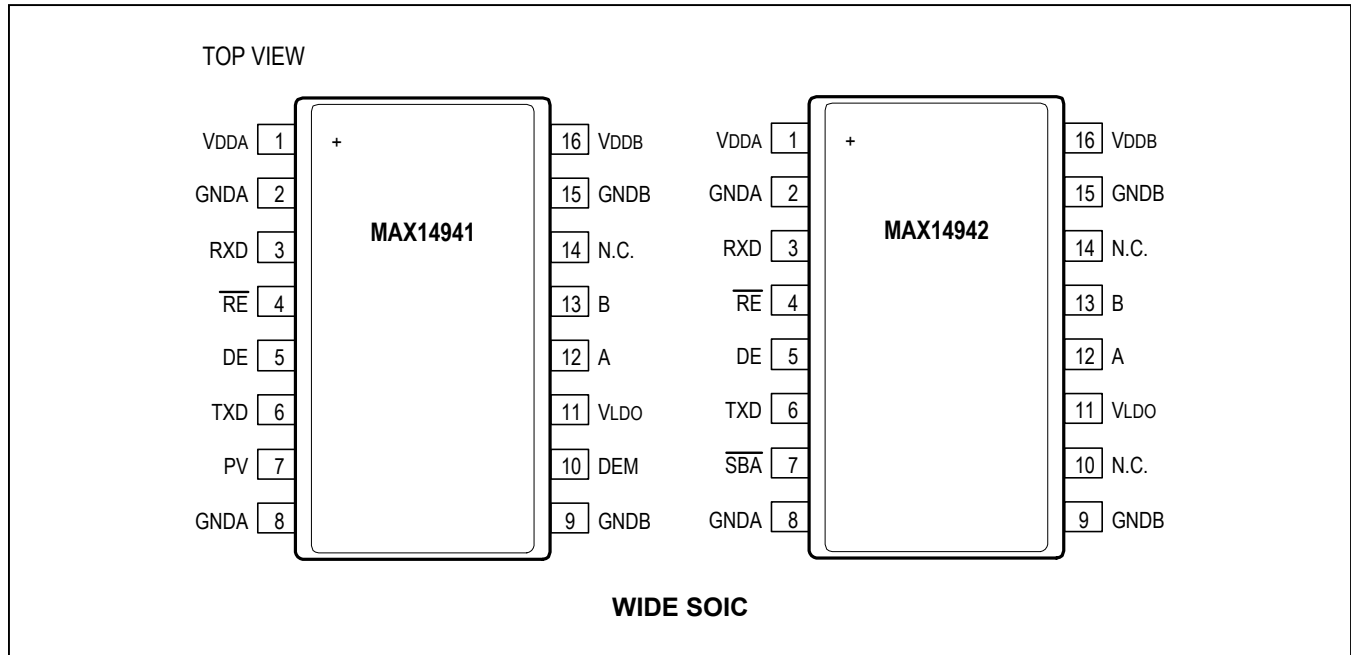 TOP VIEW
VDDA 1 + 16 VDDB
GNDA 2 15 GNDB
MAX14941
RXD 3 14 N.C.
R̅E̅ 4 13 B
DE 5 12 A
TXD 6 11 VLDO
PV 7 10 DEM
GNDA 8 9 GNDB
VDDA 1 + 16 VDDB
GNDA 2 15 GNDB
MAX14942
RXD 3 14 N.C.
R̅E̅ 4 13 B
DE 5 12 A
TXD 6 11 VLDO
S̅B̅A̅ 7 10 N.C.
GNDA 8 9 GNDB
WIDE SOIC